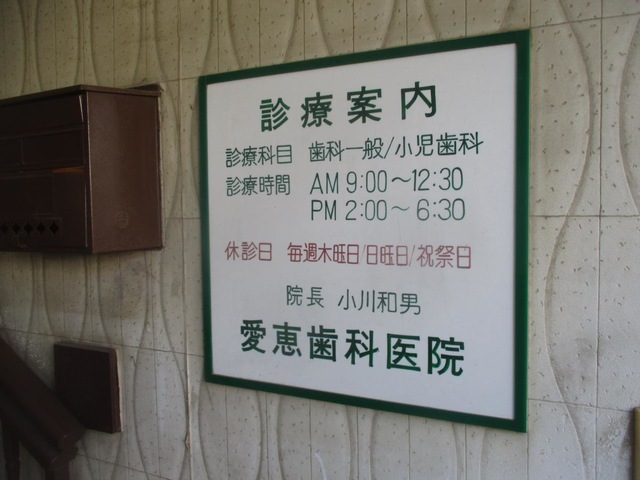 診療案内
診療科目 歯科一般/小児歯科
診療時間 AM 9:00～12:30
PM 2:00～ 6:30
休診日 毎週木曜日/日曜日/祝祭日
院長 小川和男
愛恵歯科医院